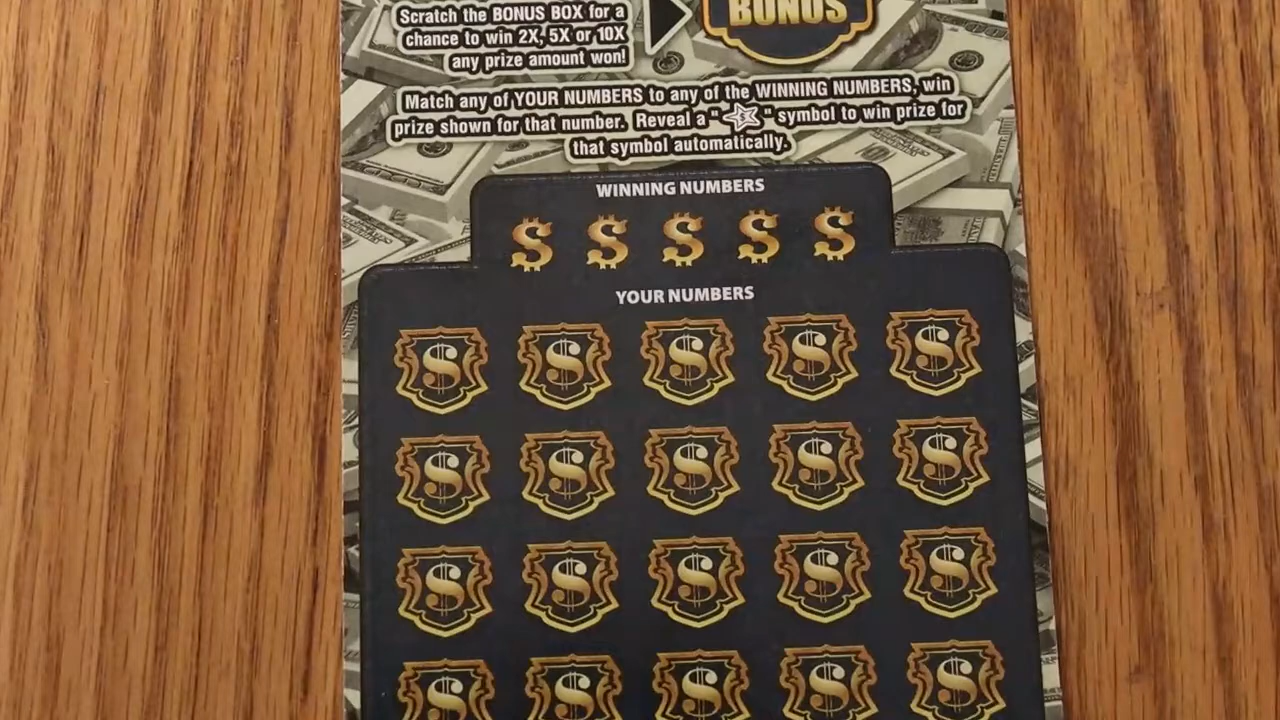 Scratch the BONUS BOX for a
chance to win 2X, 5X or 10X
any prize amount won!
BONUS
Match any of YOUR NUMBERS to any of the WINNING NUMBERS, win
prize shown for that number. Reveal a " " symbol to win prize for
that symbol automatically.
WINNING NUMBERS
$ $ $ $ $
YOUR NUMBERS
$ $ $ $ $
$ $ $ $ $
$ $ $ $ $
$ $ $ $ $